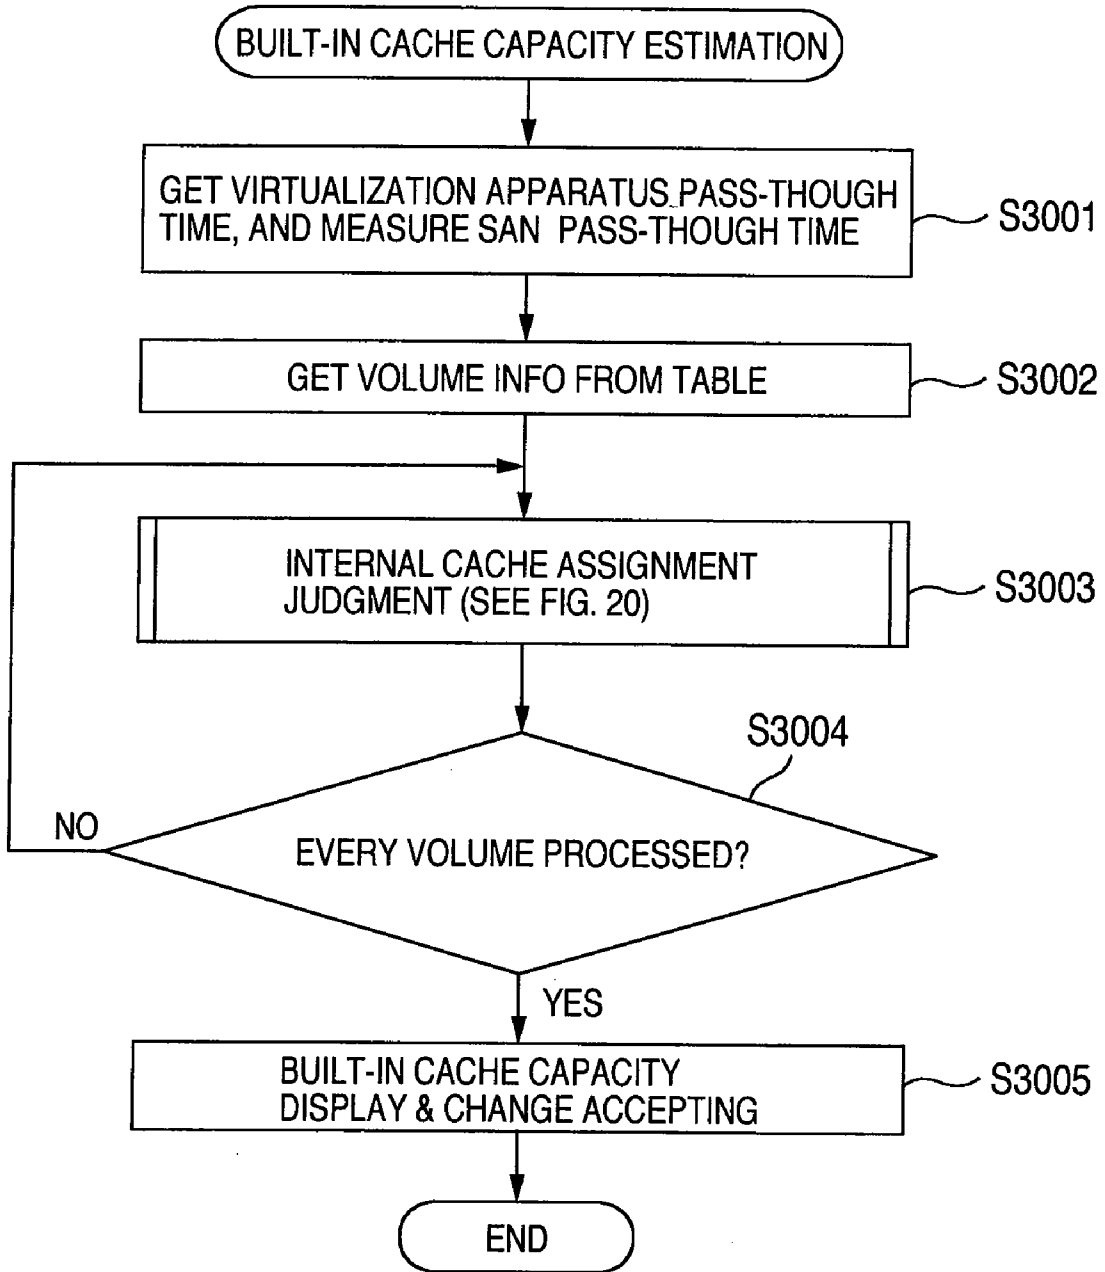 BUILT-IN CACHE CAPACITY ESTIMATION
GET VIRTUALIZATION APPARATUS PASS-THOUGH
TIME, AND MEASURE SAN PASS-THOUGH TIME
S3001
GET VOLUME INFO FROM TABLE
S3002
INTERNAL CACHE ASSIGNMENT
JUDGMENT (SEE FIG. 20)
S3003
S3004
NO
EVERY VOLUME PROCESSED?
YES
BUILT-IN CACHE CAPACITY
DISPLAY & CHANGE ACCEPTING
S3005
END